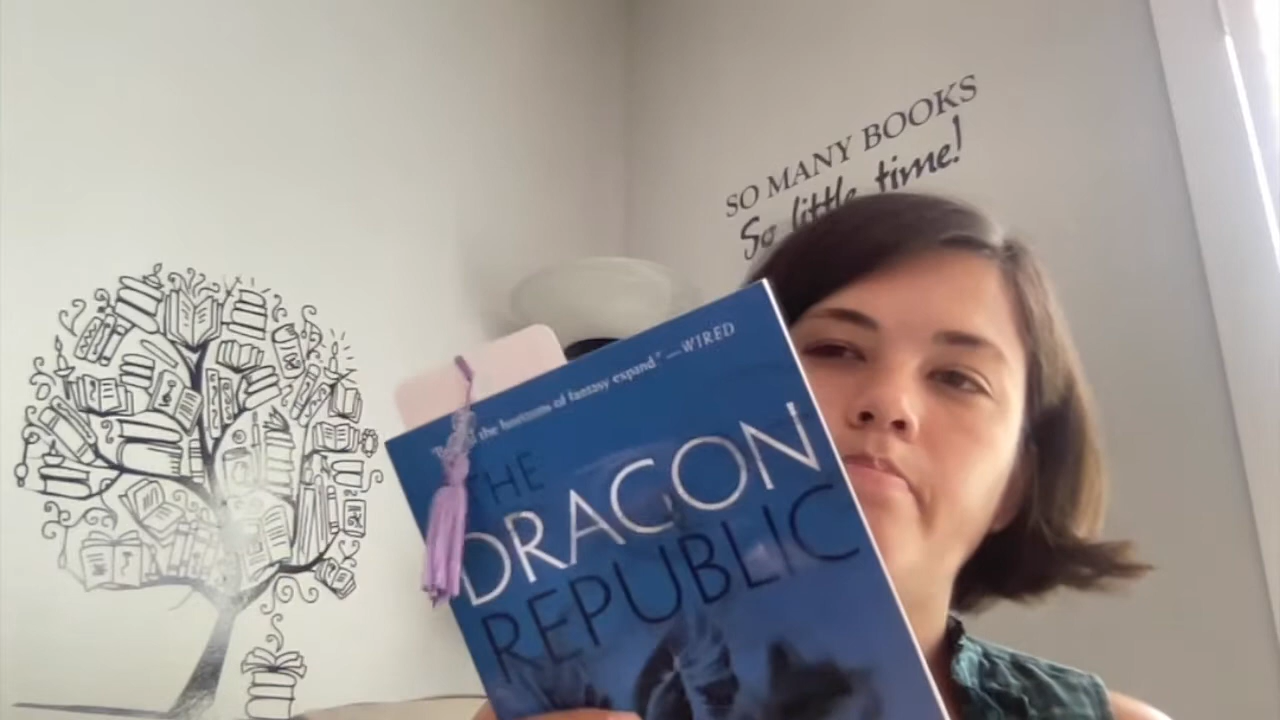 SO MANY BOOKS
So little time!
the horizons of fantasy expand." —WIRED
THE
DRAGON
REPUBLIC